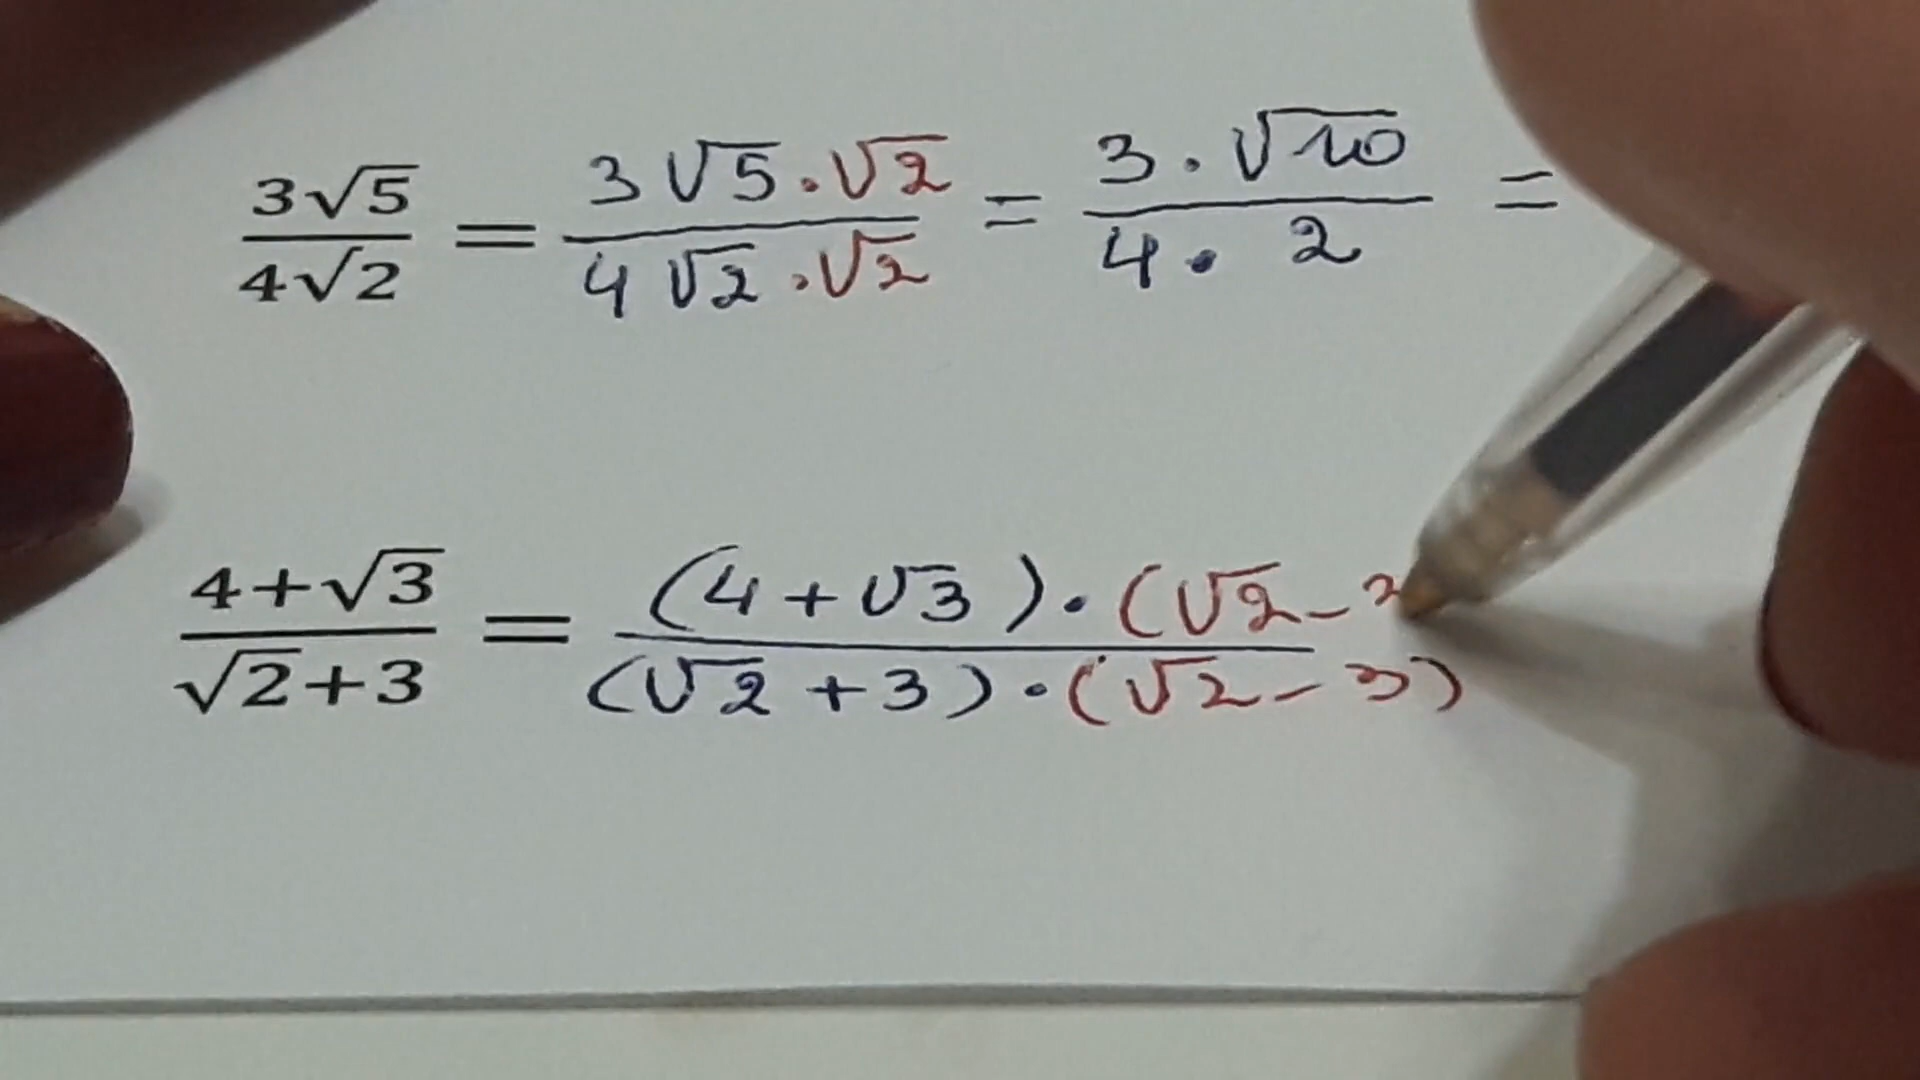 3√5/4√2 = 3√5·√2/4√2·√2 = 3·√10/4·2 =
4+√3/√2+3 = (4+√3)·(√2-/(√2+3)·(√2-3)